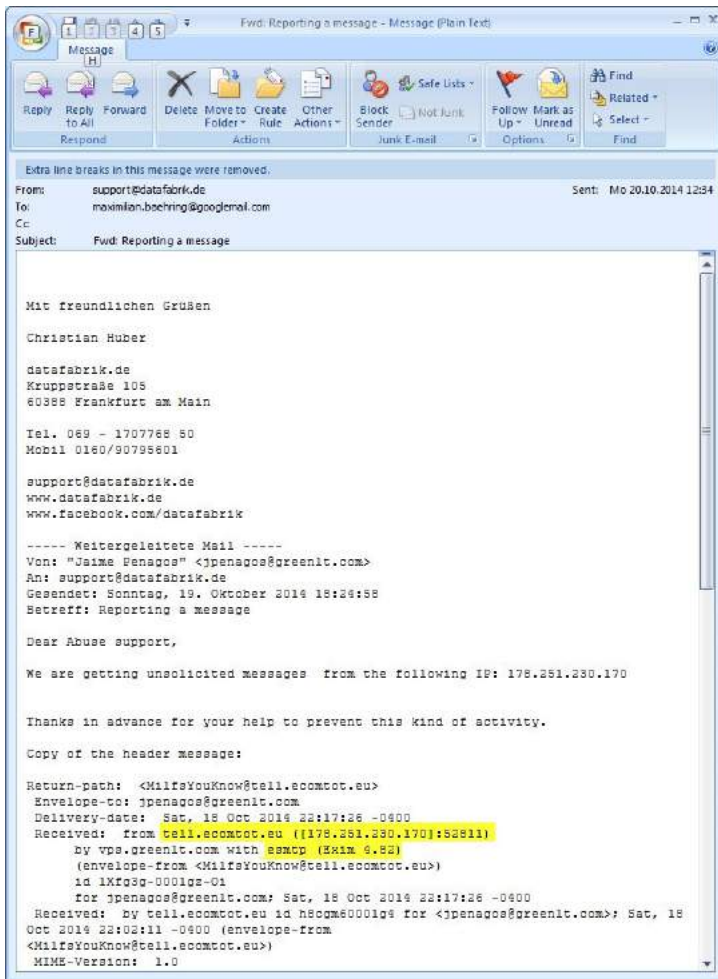 1 2 3 4 5
Fwd: Reporting a message - Message (Plain Text)
F
Message
H
Reply
Reply to All
Forward
Delete
Move to Folder
Create Rule
Other Actions
Block Sender
Safe Lists
Not Junk
Follow Up
Mark as Unread
Find
Related
Select
Respond
Actions
Junk E-mail
Options
Find
Extra line breaks in this message were removed.
From: support@datafabrik.de
Sent: Mo 20.10.2014 12:34
To: maximilian.baehring@googlemail.com
Cc:
Subject: Fwd: Reporting a message
Mit freundlichen Grüßen
Christian Huber
datafabrik.de
Kruppstraße 105
60388 Frankfurt am Main
Tel. 069 - 1707768 50
Mobil 0160/90795601
support@datafabrik.de
www.datafabrik.de
www.facebook.com/datafabrik
----- Weitergeleitete Mail -----
Von: "Jaime Penagos" <jpenagos@greenlt.com>
An: support@datafabrik.de
Gesendet: Sonntag, 19. Oktober 2014 18:24:58
Betreff: Reporting a message
Dear Abuse support,
We are getting unsolicited messages from the following IP: 178.251.230.170
Thanks in advance for your help to prevent this kind of activity.
Copy of the header message:
Return-path: <MilfsYouKnow@tell.ecomtot.eu>
Envelope-to: jpenagos@greenlt.com
Delivery-date: Sat, 18 Oct 2014 22:17:26 -0400
Received: from tell.ecomtot.eu ([178.251.230.170]:52811)
by vps.greenlt.com with esmtp (Exim 4.82)
(envelope-from <MilfsYouKnow@tell.ecomtot.eu>)
id 1Xfg3g-0001gz-Oi
for jpenagos@greenlt.com; Sat, 18 Oct 2014 22:17:26 -0400
Received: by tell.ecomtot.eu id h8ogm60001g4 for <jpenagos@greenlt.com>; Sat, 18
Oct 2014 22:02:11 -0400 (envelope-from
<MilfsYouKnow@tell.ecomtot.eu>)
MIME-Version: 1.0